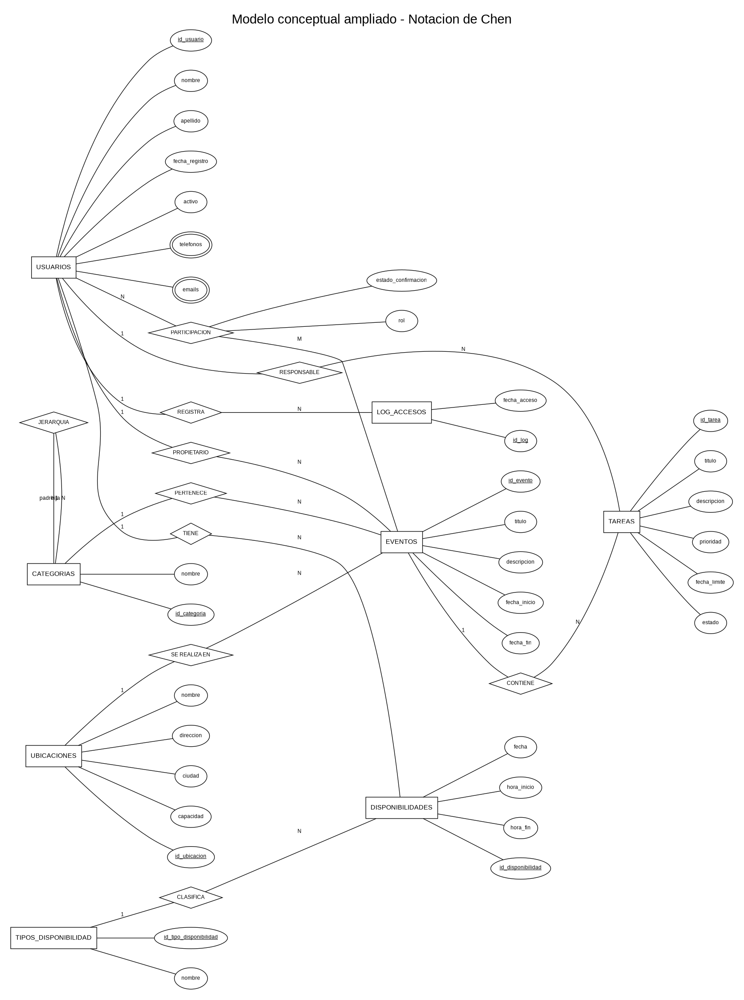 Modelo conceptual ampliado - Notacion de Chen
id_usuario
nombre
apellido
fecha_registro
activo
telefonos
USUARIOS
emails
estado_confirmacion
N
rol
PARTICIPACION
1
M
N
RESPONSABLE
1
fecha_acceso
REGISTRA
N
LOG_ACCESOS
1
id_tarea
JERARQUIA
id_log
PROPIETARIO
N
titulo
id_evento
PERTENECE
padre 1
hija N
N
descripcion
1
titulo
TAREAS
1
TIENE
N
EVENTOS
prioridad
descripcion
CATEGORIAS
nombre
N
fecha_limite
fecha_inicio
id_categoria
N
estado
1
fecha_fin
SE REALIZA EN
CONTIENE
1
nombre
direccion
fecha
UBICACIONES
ciudad
hora_inicio
DISPONIBILIDADES
capacidad
hora_fin
N
id_ubicacion
id_disponibilidad
CLASIFICA
1
TIPOS_DISPONIBILIDAD
id_tipo_disponibilidad
nombre